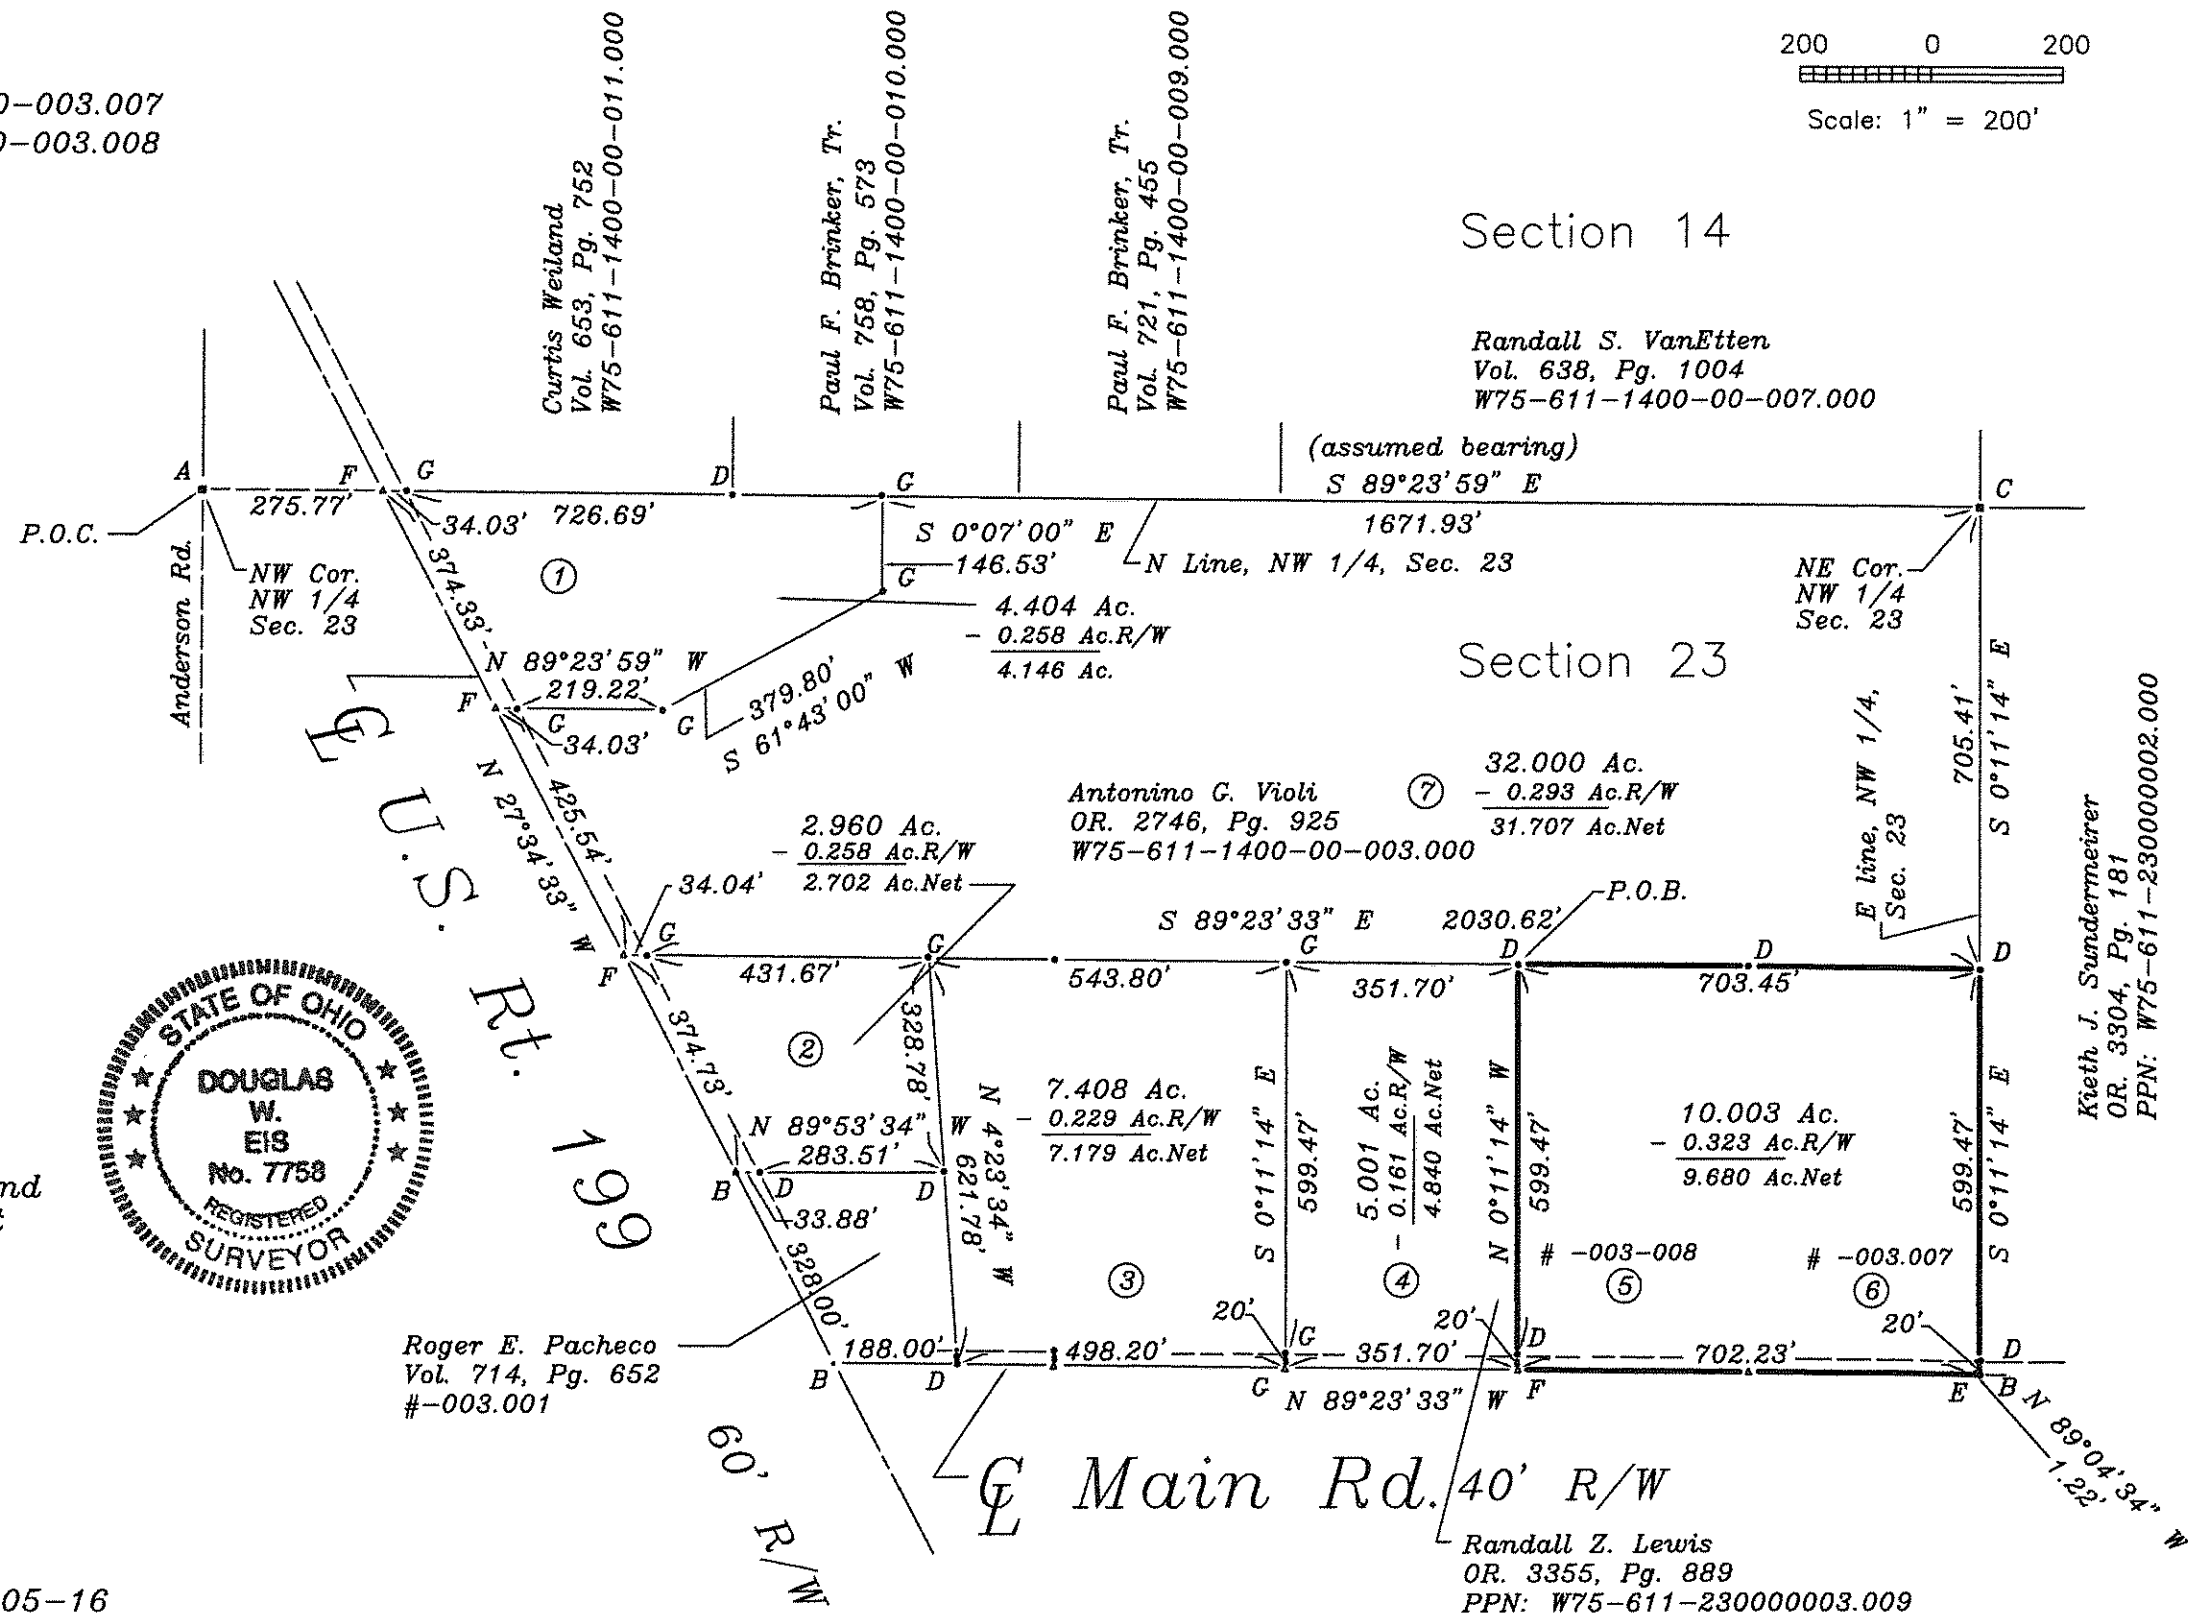 0-003.007
0-003.008
Curtis Weiland
Vol. 653, Pg. 752
W75-611-1400-00-011.000
Paul F. Brinker, Tr.
Vol. 758, Pg. 573
W75-611-1400-00-010.000
Paul F. Brinker, Tr.
Vol. 721, Pg. 455
W75-611-1400-00-009.000
200 0 200
Scale: 1" = 200'
Section 14
Randall S. VanEtten
Vol. 638, Pg. 1004
W75-611-1400-00-007.000
(assumed bearing)
S 89°23'59" E
1671.93'
A
F
G
D
G
C
275.77'
34.03'
726.69'
P.O.C.
NW Cor.
NW 1/4
Sec. 23
Anderson Rd.
374.33'
1
S 0°07'00" E
146.53'
G
N Line, NW 1/4, Sec. 23
NE Cor.
NW 1/4
Sec. 23
4.404 Ac.
- 0.258 Ac.R/W
4.146 Ac.
Section 23
N 89°23'59" W
219.22'
F
G
G
34.03'
379.80'
S 61°43'00" W
705.41'
S 0°11'14" E
E line, NW 1/4,
Sec. 23
Kieth J. Sundermeirer
OR. 3304, Pg. 181
PPN: W75-611-230000002.000
CL U.S. Rt. 199
60' R/W
N 27°34'33" W
425.54'
Antonino G. Violi
OR. 2746, Pg. 925
W75-611-1400-00-003.000
7
32.000 Ac.
- 0.293 Ac.R/W
31.707 Ac.Net
2.960 Ac.
- 0.258 Ac.R/W
2.702 Ac.Net
34.04'
P.O.B.
S 89°23'33" E 2030.62'
F
G
G
G
D
D
D
431.67'
543.80'
351.70'
703.45'
STATE OF OHIO
DOUGLAS
W.
EIS
No. 7758
REGISTERED
SURVEYOR
374.73'
2
328.78'
N 4°23'34" W
621.78'
7.408 Ac.
- 0.229 Ac.R/W
7.179 Ac.Net
S 0°11'14" E
599.47'
5.001 Ac.
- 0.161 Ac.R/W
4.840 Ac.Net
N 0°11'14" W
599.47'
10.003 Ac.
- 0.323 Ac.R/W
9.680 Ac.Net
599.47'
S 0°11'14" E
N 89°53'34" W
283.51'
B
D
D
33.88'
328.00'
nd
3
4
# -003-008
5
# -003.007
6
20'
20'
20'
Roger E. Pacheco
Vol. 714, Pg. 652
#-003.001
188.00'
498.20'
G
351.70'
D
702.23'
D
B
D
G
N 89°23'33" W
F
E
B
N 89°04'34" W
1.22'
CL Main Rd. 40' R/W
Randall Z. Lewis
OR. 3355, Pg. 889
PPN: W75-611-230000003.009
05-16